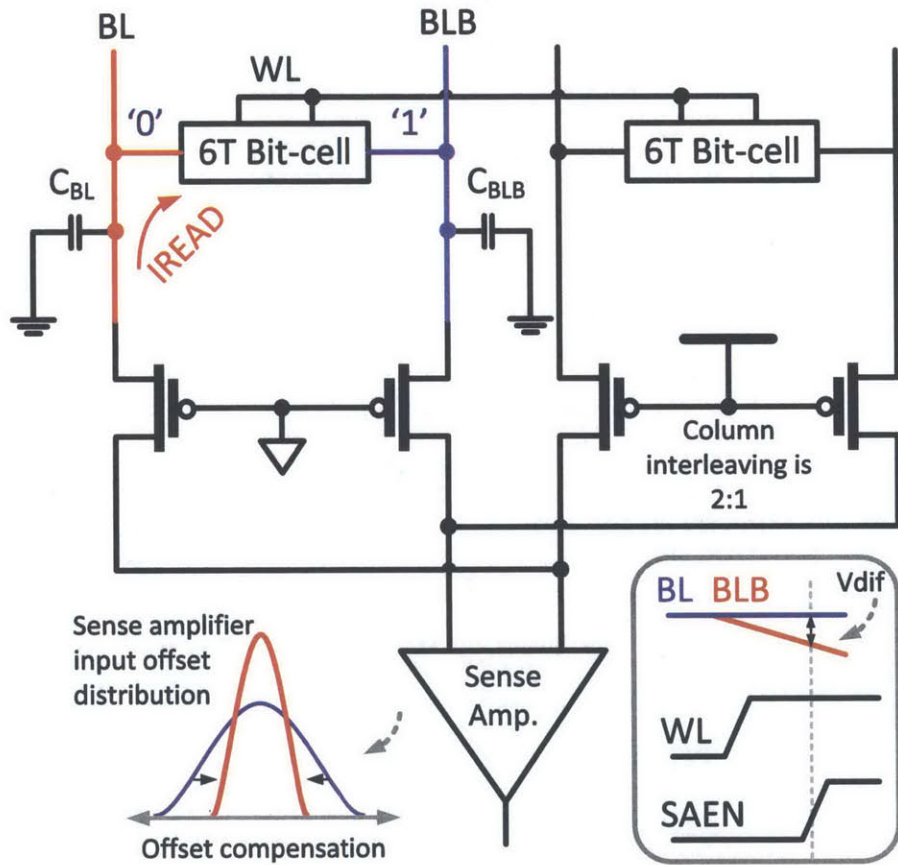 BL
BLB
WL
'0'
'1'
6T Bit-cell
6T Bit-cell
CBL
CBLB
IREAD
Column
interleaving is
2:1
BL BLB
Vdif
Sense amplifier
input offset
distribution
Sense
Amp.
WL
SAEN
Offset compensation